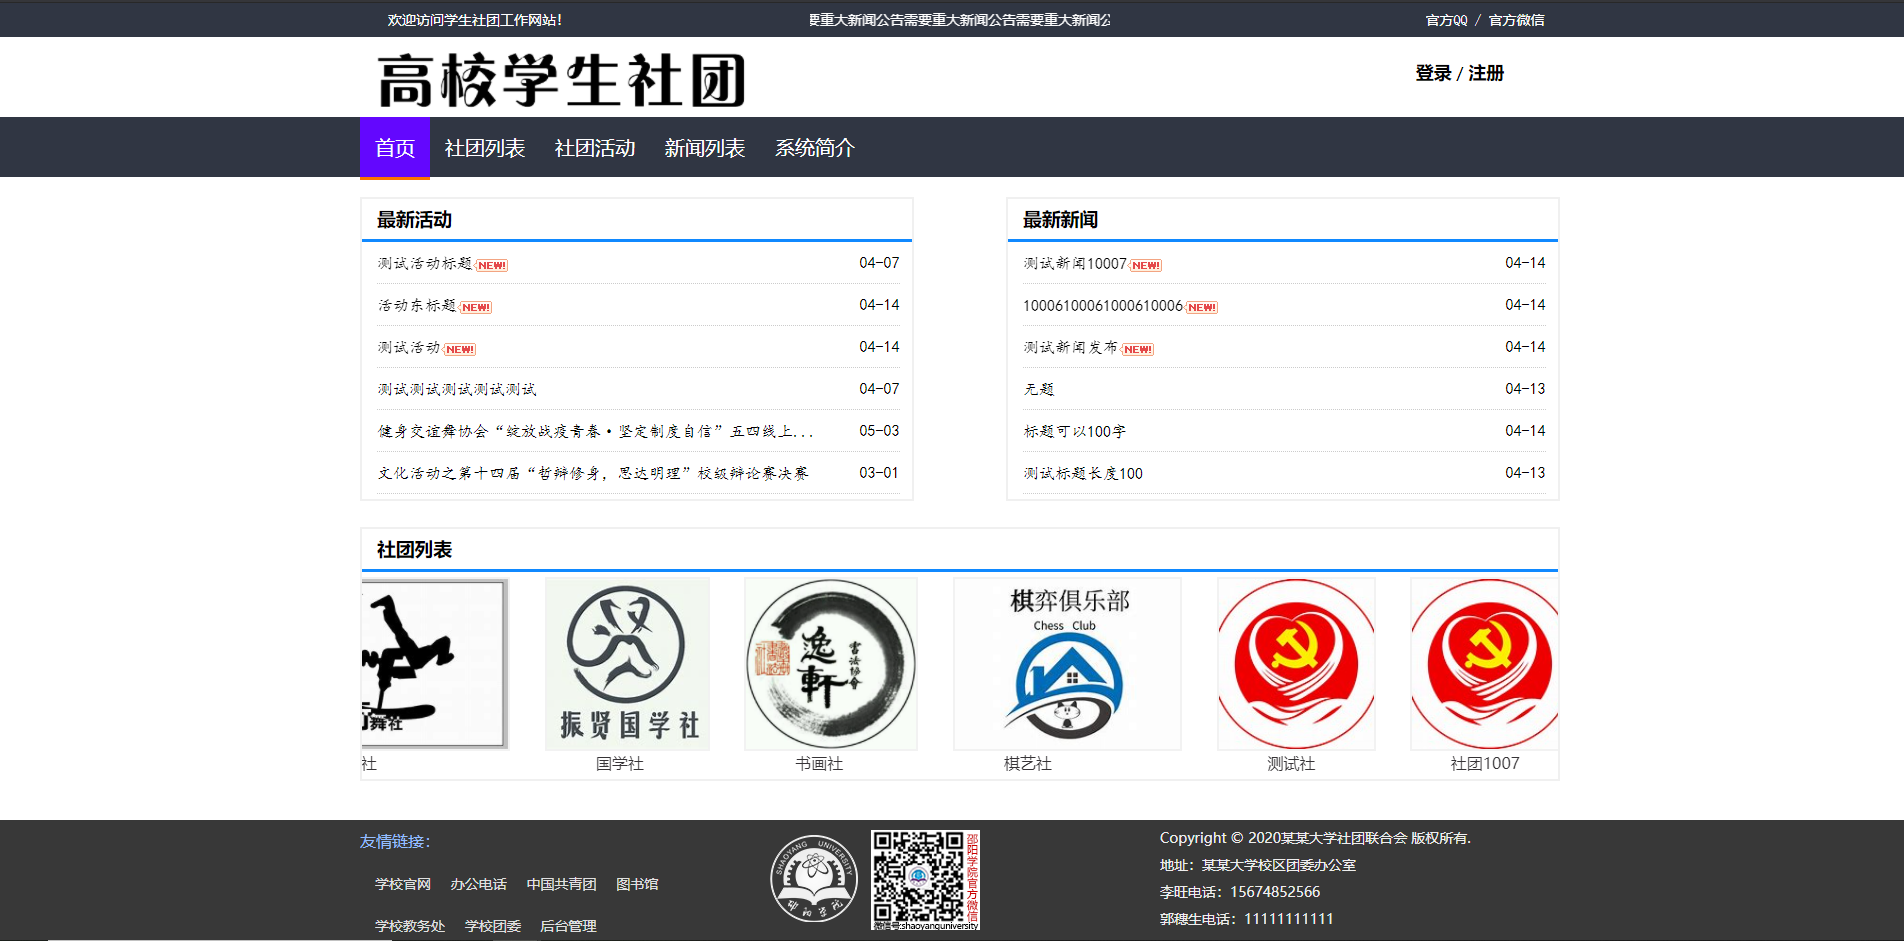 欢迎访问学生社团工作网站!
要重大新闻公告需要重大新闻公告需要重大新闻公
官方QQ / 官方微信
高校学生社团
登录 / 注册
首页 社团列表 社团活动 新闻列表 系统简介
最新活动
测试活动标题 NEW! 04-07
活动东标题 NEW! 04-14
测试活动 NEW! 04-14
测试测试测试测试测试 04-07
健身交谊舞协会“绽放战疫青春·坚定制度自信”五四线上... 05-03
文化活动之第十四届“哲辩修身，思达明理”校级辩论赛决赛 03-01
最新新闻
测试新闻10007 NEW! 04-14
10006100061000610006 NEW! 04-14
测试新闻发布 NEW! 04-14
无题 04-13
标题可以100字 04-14
测试标题长度100 04-13
社团列表
舞社
振贤国学社
逸軒
書法協會
棋弈俱乐部
Chess Club
社 国学社 书画社 棋艺社 测试社 社团1007
友情链接：
学校官网 办公电话 中国共青团 图书馆
学校教务处 学校团委 后台管理
SHAOYANG UNIVERSITY
邵阳学院
邵阳学院官方微信
微信号:shaoyanguniversity
Copyright © 2020某某大学社团联合会 版权所有.
地址：某某大学校区团委办公室
李旺电话：15674852566
郭穗生电话：11111111111